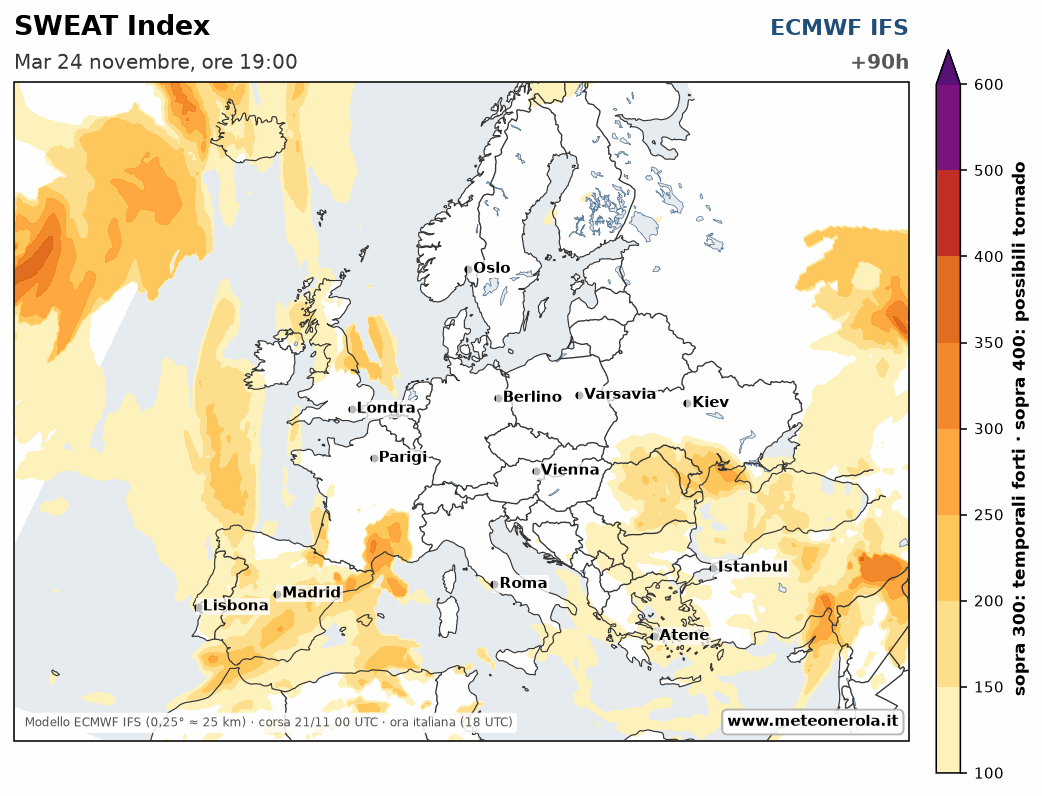 SWEAT Index
ECMWF IFS
Mar 24 novembre, ore 19:00
+90h
Oslo
Londra
Berlino
Varsavia
Kiev
Parigi
Vienna
Istanbul
Roma
Madrid
Lisbona
Atene
Modello ECMWF IFS (0,25° ≈ 25 km) · corsa 21/11 00 UTC · ora italiana (18 UTC)
www.meteonerola.it
600
500
400
350
300
250
200
150
100
sopra 300: temporali forti · sopra 400: possibili tornado